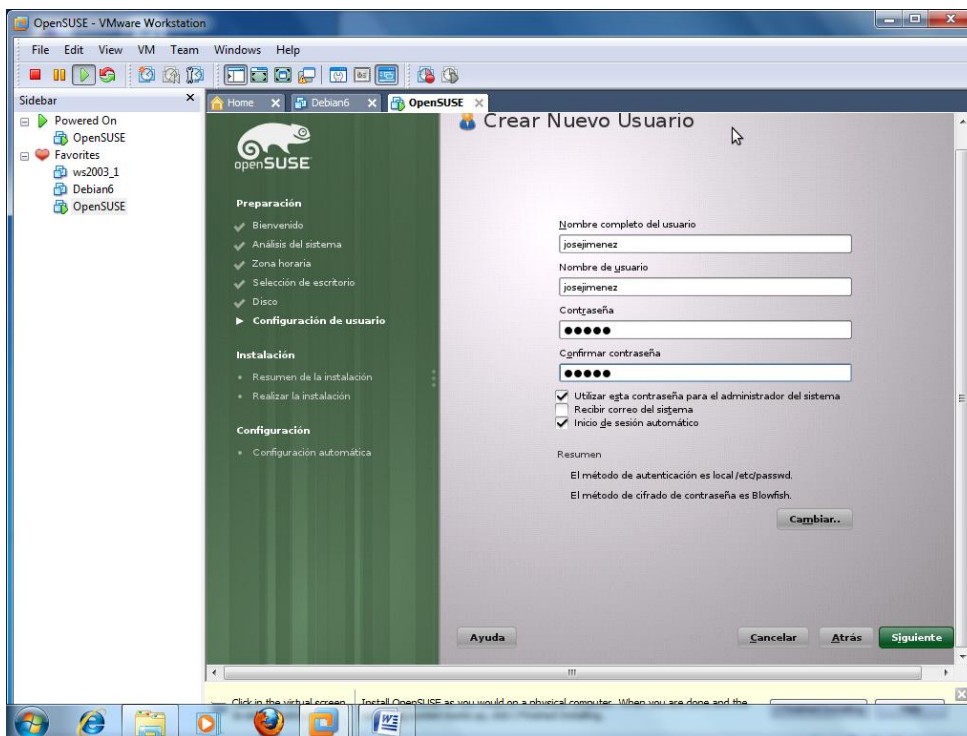 OpenSUSE - VMware Workstation
File Edit View VM Team Windows Help
Sidebar
Home Debian6 OpenSUSE
Powered On
OpenSUSE
Favorites
ws2003_1
Debian6
OpenSUSE
openSUSE
Preparación
Bienvenido
Análisis del sistema
Zona horaria
Selección de escritorio
Disco
Configuración de usuario
Instalación
Resumen de la instalación
Realizar la instalación
Configuración
Configuración automática
Crear Nuevo Usuario
Nombre completo del usuario
josejimenez
Nombre de usuario
josejimenez
Contraseña
●●●●●
Confirmar contraseña
●●●●●
Utilizar esta contraseña para el administrador del sistema
Recibir correo del sistema
Inicio de sesión automático
Resumen
El método de autenticación es local /etc/passwd.
El método de cifrado de contraseña es Blowfish.
Cambiar..
Ayuda Cancelar Atrás Siguiente
Click in the virtual screen
Install OpenSUSE as you would on a physical computer. When you are done and the